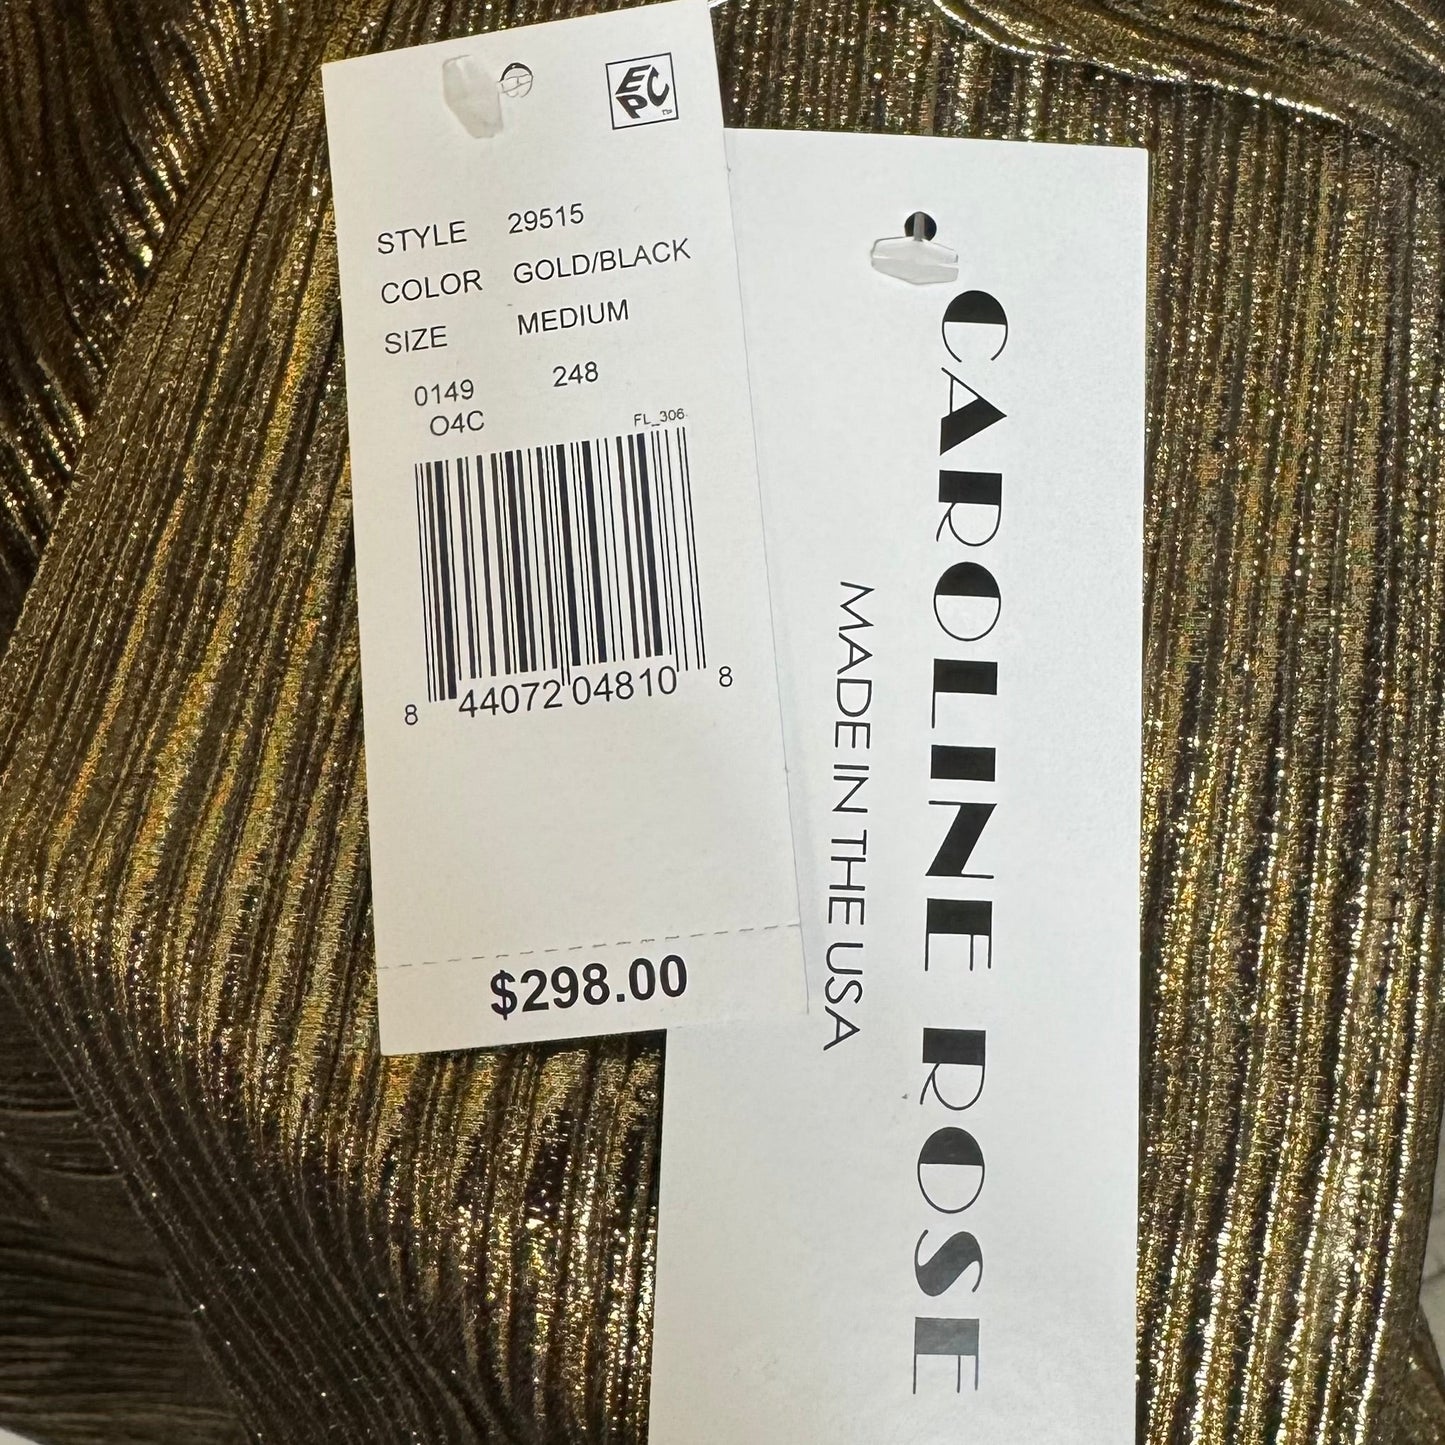 EPC™
STYLE 29515
COLOR GOLD/BLACK
SIZE MEDIUM
0149 248
O4C
FL_306
8 44072 04810 8
$298.00
CAROLINE ROSE
MADE IN THE USA